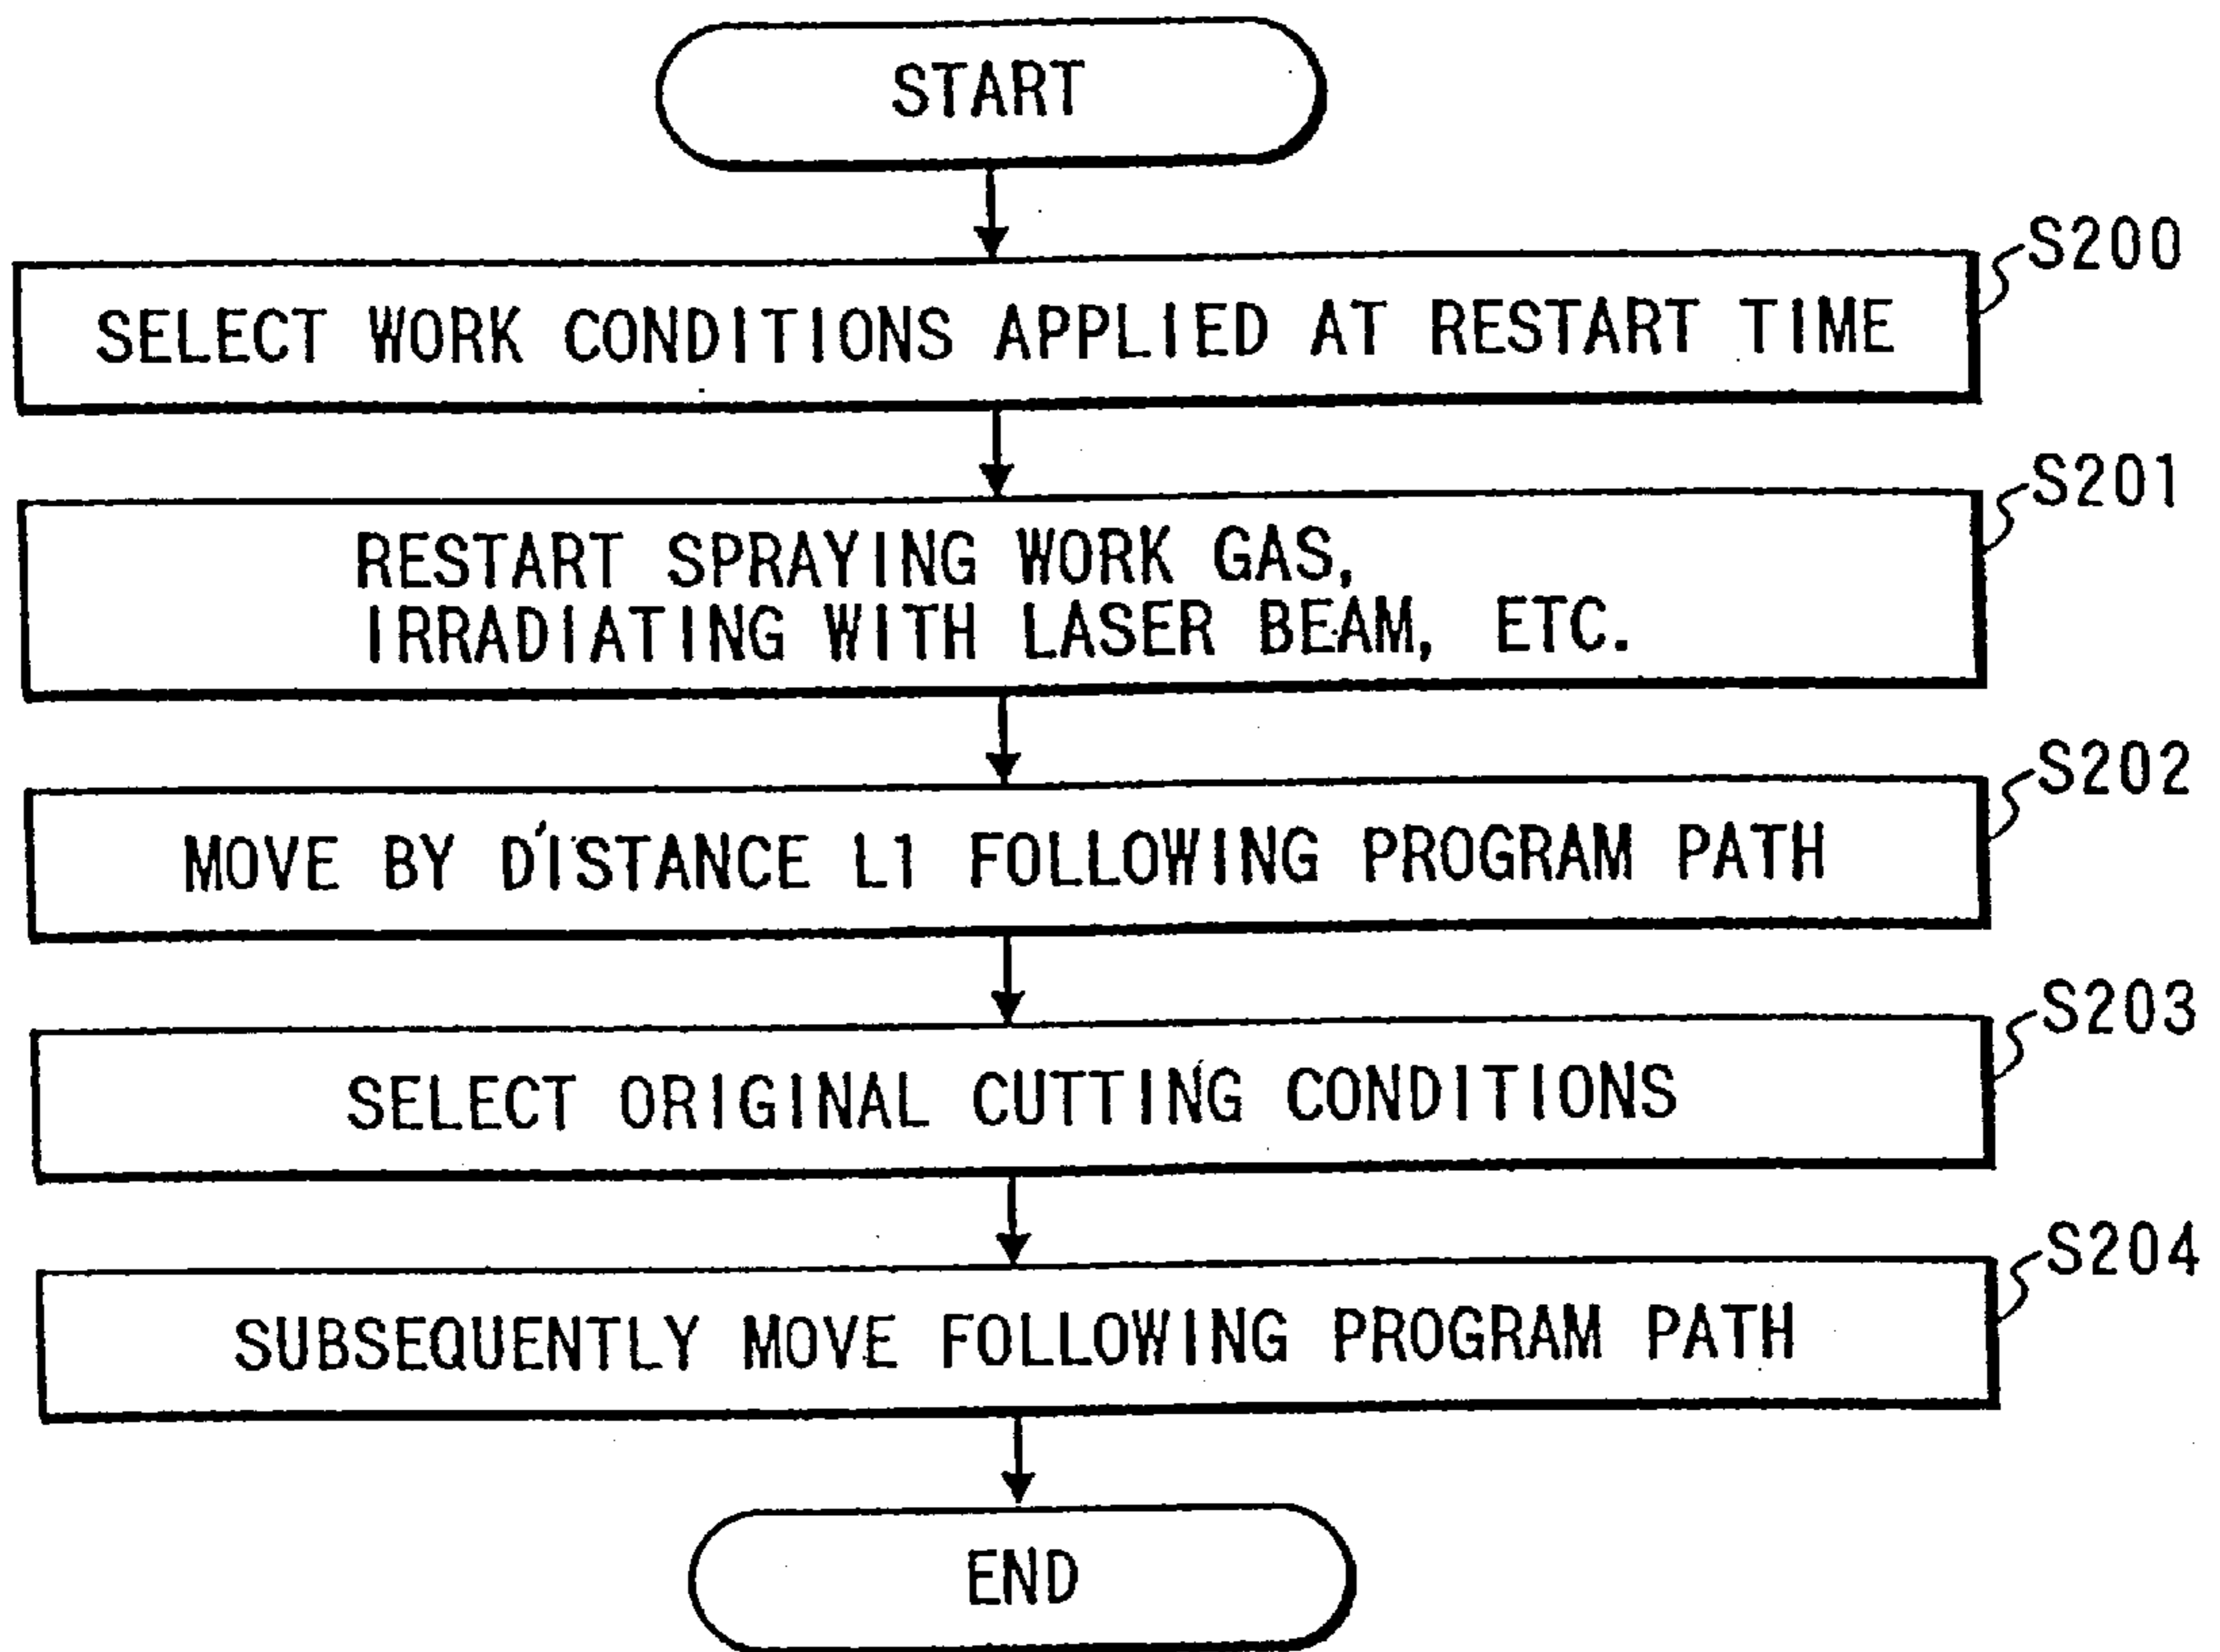 START
S200
SELECT WORK CONDITIONS APPLIED AT RESTART TIME
S201
RESTART SPRAYING WORK GAS,
IRRADIATING WITH LASER BEAM, ETC.
S202
MOVE BY DISTANCE L1 FOLLOWING PROGRAM PATH
S203
SELECT ORIGINAL CUTTING CONDITIONS
S204
SUBSEQUENTLY MOVE FOLLOWING PROGRAM PATH
END